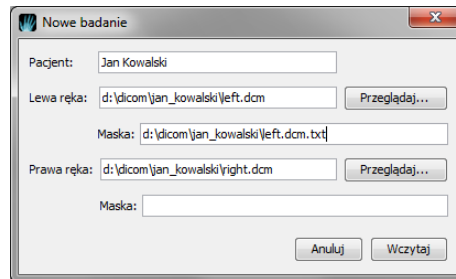 Nowe badanie
Pacjent: Jan Kowalski
Lewa ręka: d:\dicom\jan_kowalski\left.dcm Przeglądaj...
Maska: d:\dicom\jan_kowalski\left.dcm.txt
Prawa ręka: d:\dicom\jan_kowalski\right.dcm Przeglądaj...
Maska:
Anuluj Wczytaj